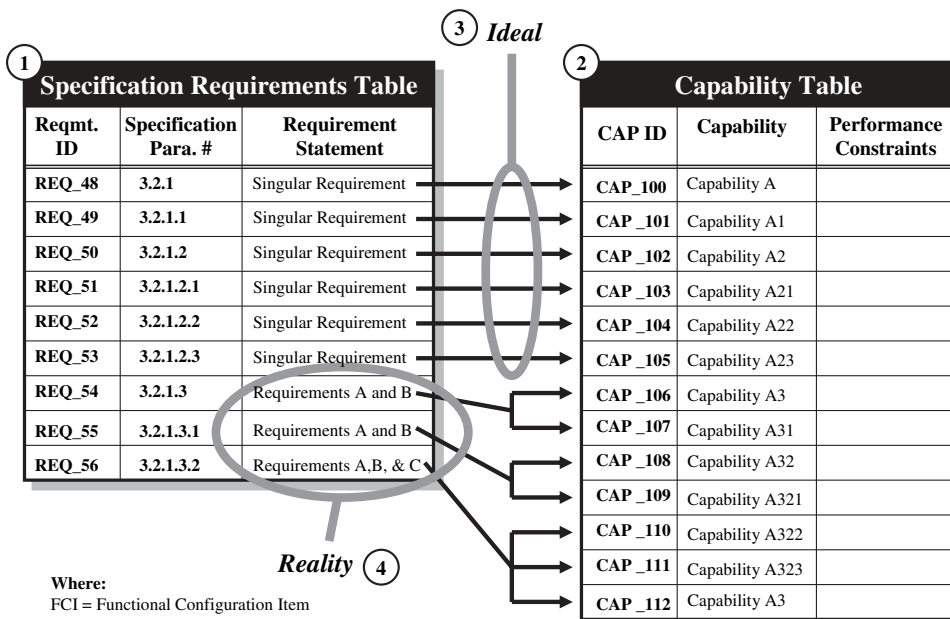 3 Ideal
1
Specification Requirements Table
Reqmt. ID | Specification Para. # | Requirement Statement
REQ_48 | 3.2.1 | Singular Requirement
REQ_49 | 3.2.1.1 | Singular Requirement
REQ_50 | 3.2.1.2 | Singular Requirement
REQ_51 | 3.2.1.2.1 | Singular Requirement
REQ_52 | 3.2.1.2.2 | Singular Requirement
REQ_53 | 3.2.1.2.3 | Singular Requirement
REQ_54 | 3.2.1.3 | Requirements A and B
REQ_55 | 3.2.1.3.1 | Requirements A and B
REQ_56 | 3.2.1.3.2 | Requirements A,B, & C
2
Capability Table
CAP ID | Capability | Performance Constraints
CAP_100 | Capability A
CAP _101 | Capability A1
CAP _102 | Capability A2
CAP _103 | Capability A21
CAP _104 | Capability A22
CAP _105 | Capability A23
CAP _106 | Capability A3
CAP _107 | Capability A31
CAP _108 | Capability A32
CAP _109 | Capability A321
CAP _110 | Capability A322
CAP _111 | Capability A323
CAP _112 | Capability A3
Reality 4
Where:
FCI = Functional Configuration Item